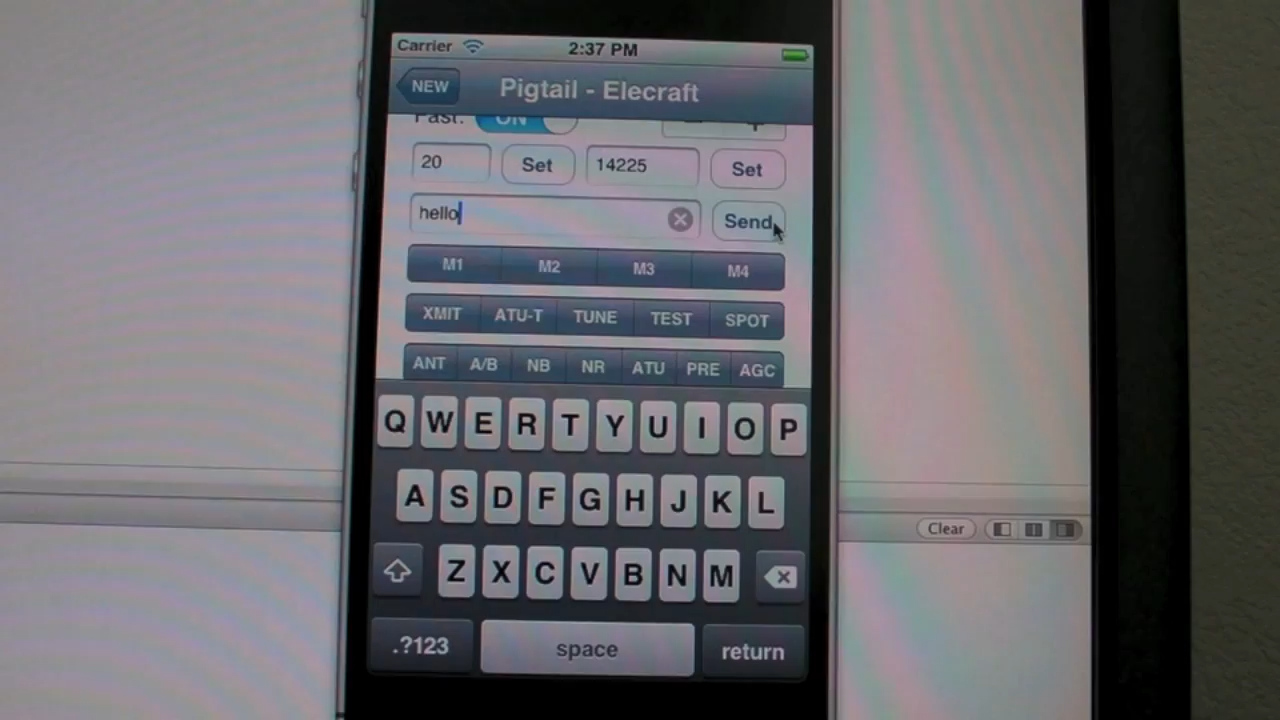 Carrier 2:37 PM
NEW Pigtail - Elecraft
Fast: ON - +
20 Set 14225 Set
hello Send
M1 M2 M3 M4
XMIT ATU-T TUNE TEST SPOT
ANT A/B NB NR ATU PRE AGC
Q W E R T Y U I O P
A S D F G H J K L
Z X C V B N M
.?123 space return
Clear